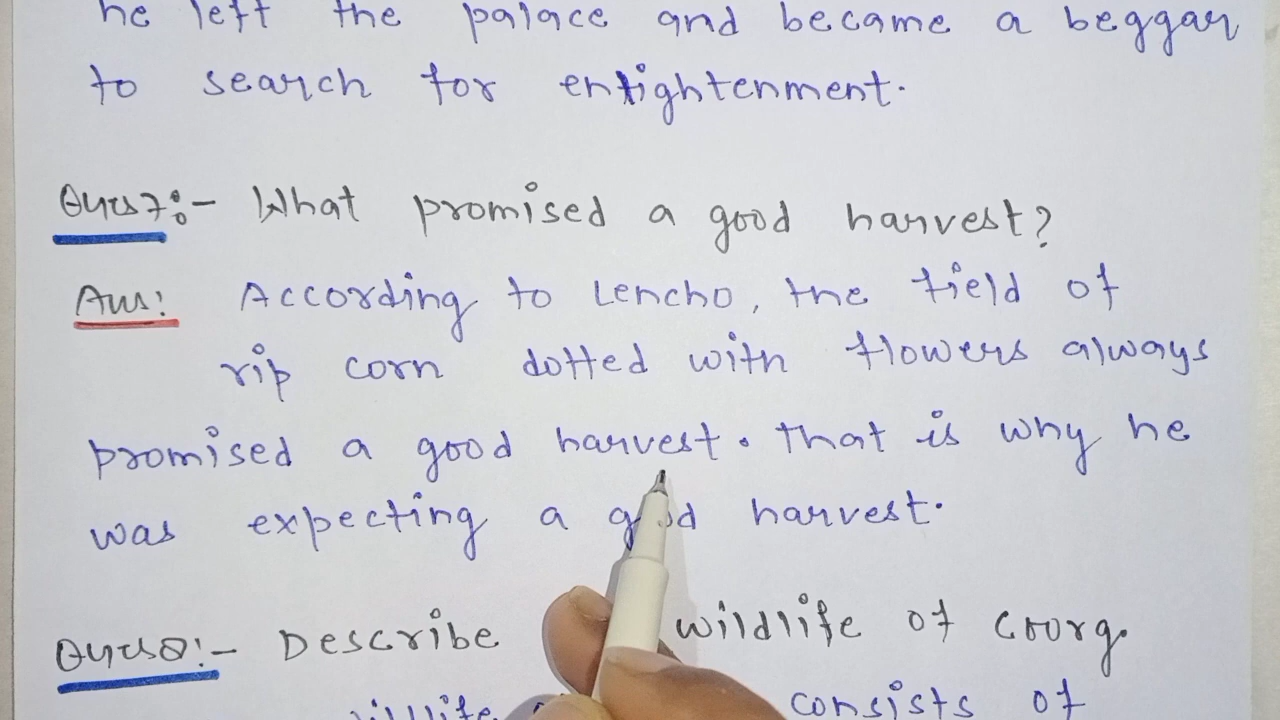 he left the palace and became a beggar
to search for enlightenment.
Ques7:- What promised a good harvest?
Ans: According to Lencho, the field of
rip corn dotted with flowers always
promised a good harvest. That is why he
was expecting a good harvest.
Ques8:- Describe wildlife of Coorg.
wildlife consists of